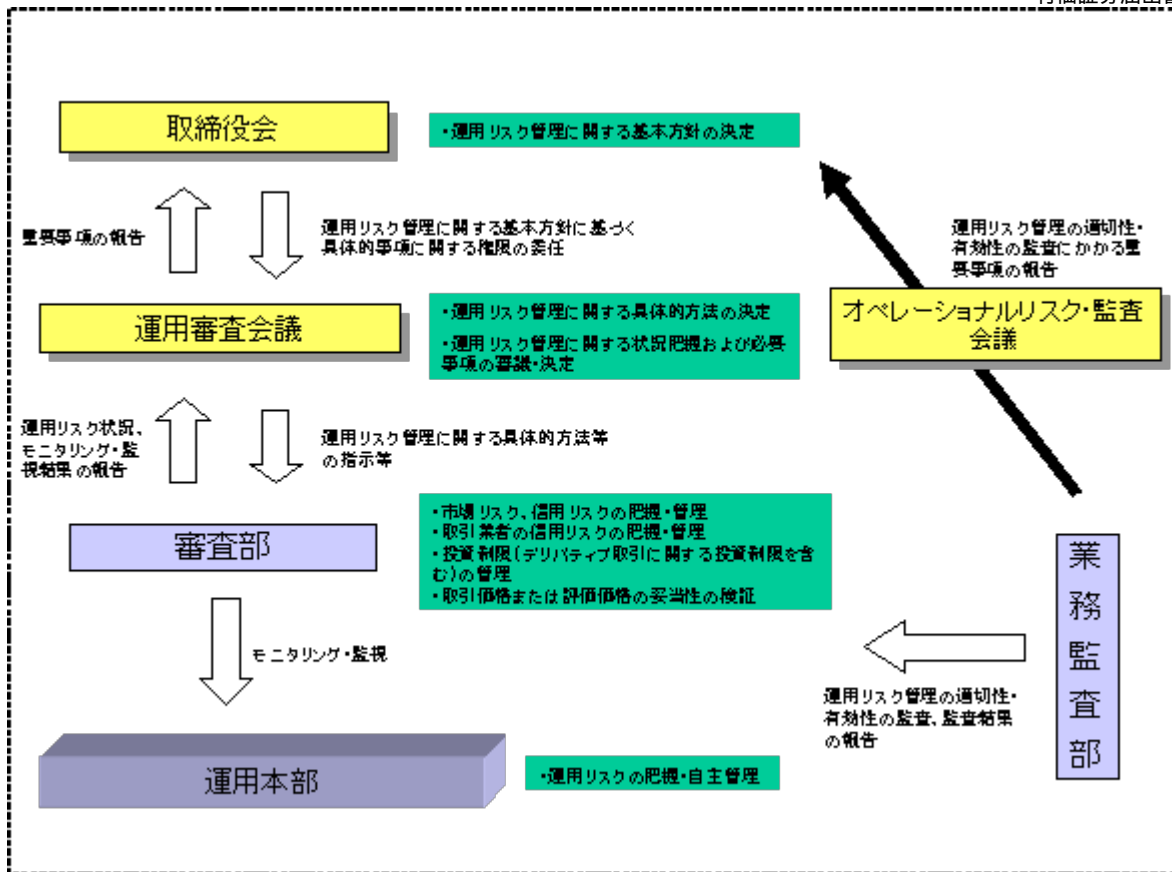 取締役会
・運用リスク管理に関する基本方針の決定
重要事項の報告
運用リスク管理に関する基本方針に基づく
具体的事項に関する権限の委任
運用リスク管理の適切性・
有効性の監査にかかる重
要事項の報告
運用審査会議
・運用リスク管理に関する具体的方法の決定
・運用リスク管理に関する状況把握および必要
事項の審議・決定
オペレーショナルリスク・監査
会議
運用リスク状況、
モニタリング・監
視結果の報告
運用リスク管理に関する具体的方法等
の指示等
審査部
・市場リスク、信用リスクの把握・管理
・取引業者の信用リスクの把握・管理
・投資制限（デリバティブ取引に関する投資制限を含
む）の管理
・取引価格または評価価格の妥当性の検証
業務監査部
モニタリング・監視
運用リスク管理の適切性・
有効性の監査、監査結果
の報告
運用本部
・運用リスクの把握・自主管理